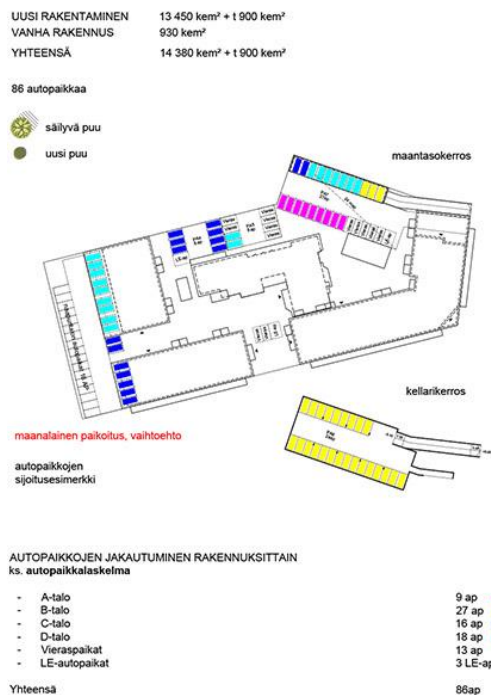 UUSI RAKENTAMINEN 13 450 kem² + t 900 kem²
VANHA RAKENNUS 930 kem²
YHTEENSÄ 14 380 kem² + t 900 kem²
86 autopaikkaa
säilyvä puu
uusi puu
maantasokerros
LE-ap
kellarikerros
maanalainen paikoitus, vaihtoehto
autopaikkojen
sijoitusesimerkki
AUTOPAIKKOJEN JAKAUTUMINEN RAKENNUKSITTAIN
ks. autopaikkalaskelma
- A-talo 9 ap
- B-talo 27 ap
- C-talo 16 ap
- D-talo 18 ap
- Vieraspaikat 13 ap
- LE-autopaikat 3 LE-ap
Yhteensä 86ap